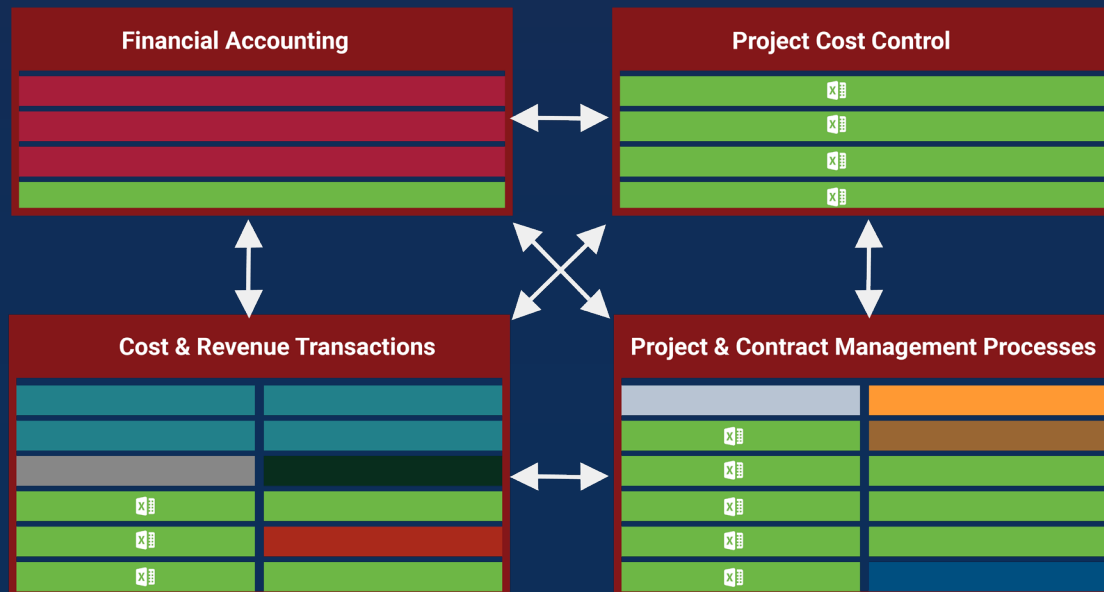 Financial Accounting
Project Cost Control
Cost & Revenue Transactions
Project & Contract Management Processes